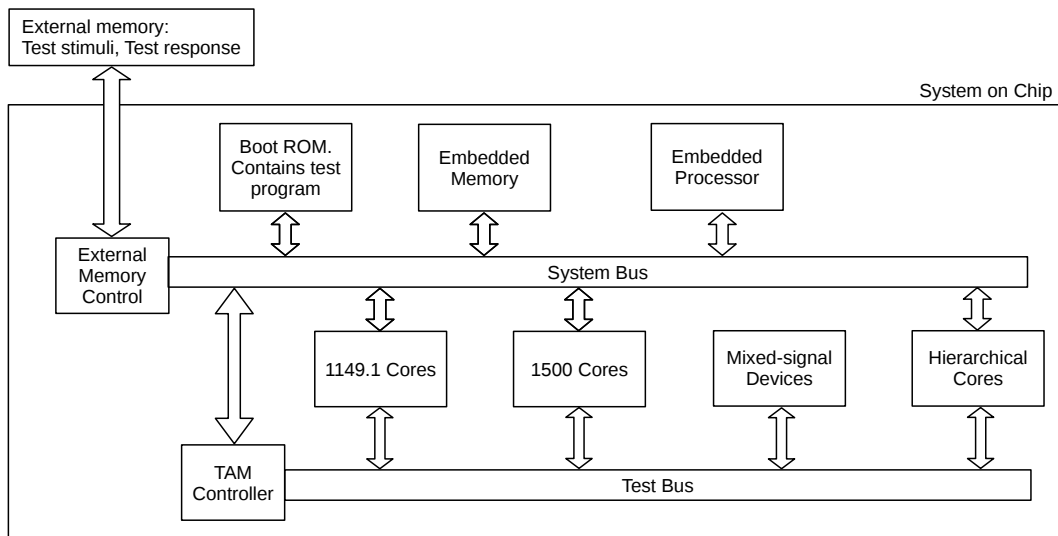 External memory:
Test stimuli, Test response
System on Chip
Boot ROM.
Contains test
program
Embedded
Memory
Embedded
Processor
External
Memory
Control
System Bus
1149.1 Cores
1500 Cores
Mixed-signal
Devices
Hierarchical
Cores
TAM
Controller
Test Bus